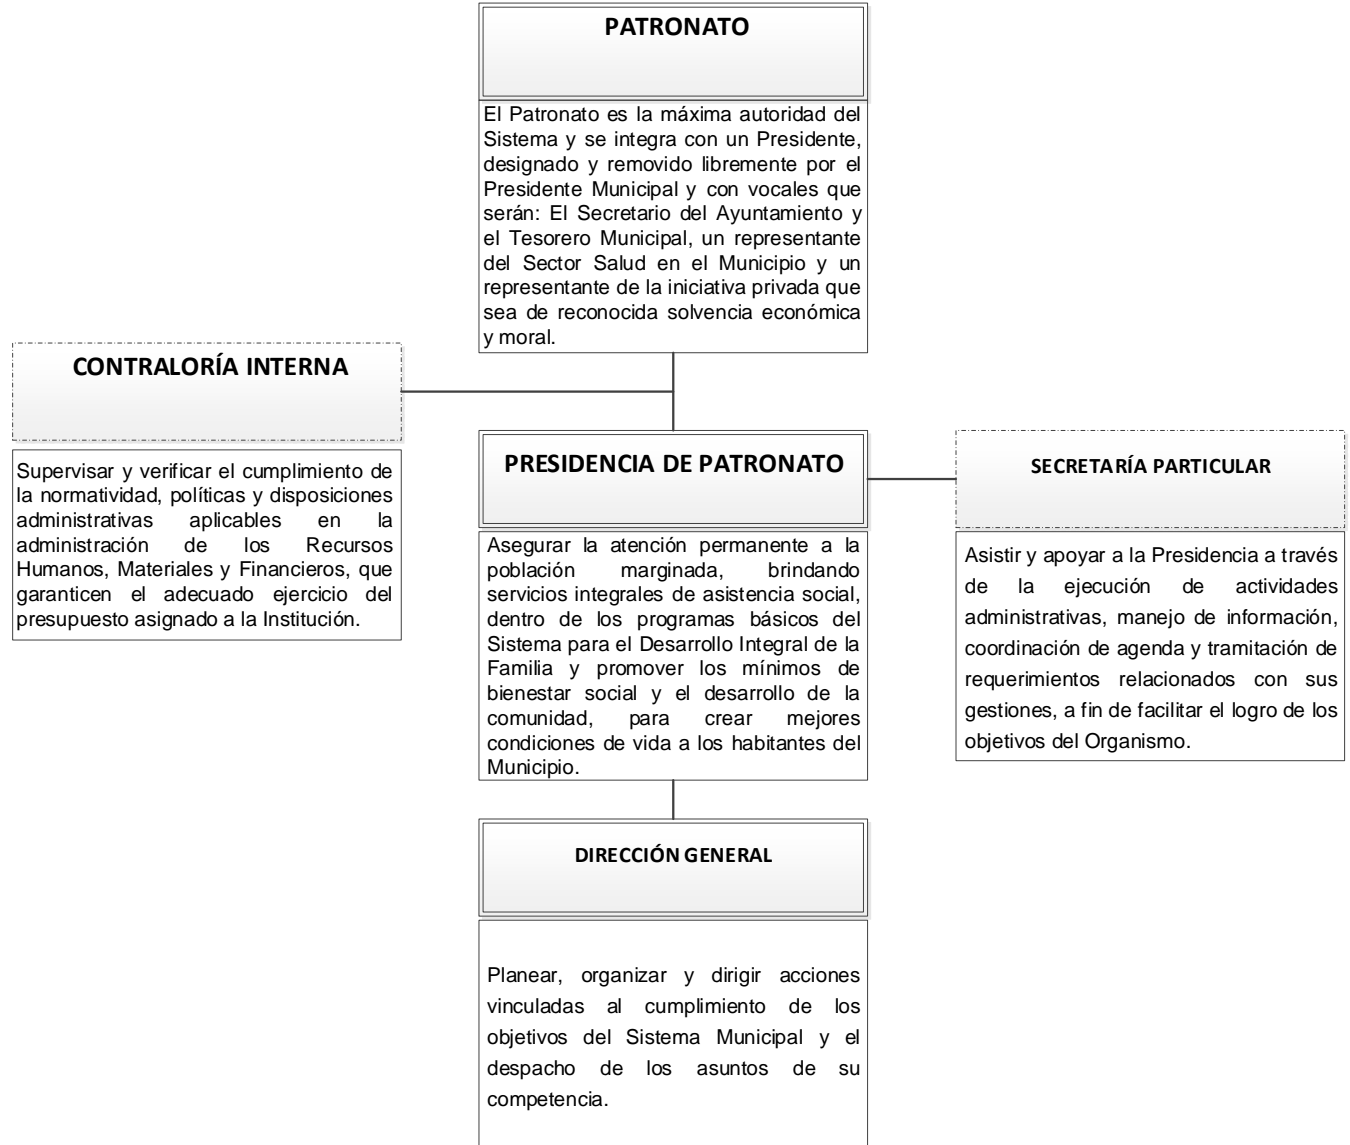 PATRONATO
El Patronato es la máxima autoridad del
Sistema y se integra con un Presidente,
designado y removido libremente por el
Presidente Municipal y con vocales que
serán: El Secretario del Ayuntamiento y
el Tesorero Municipal, un representante
del Sector Salud en el Municipio y un
representante de la iniciativa privada que
sea de reconocida solvencia económica
y moral.
CONTRALORÍA INTERNA
Supervisar y verificar el cumplimiento de
la normatividad, políticas y disposiciones
administrativas aplicables en la
administración de los Recursos
Humanos, Materiales y Financieros, que
garanticen el adecuado ejercicio del
presupuesto asignado a la Institución.
PRESIDENCIA DE PATRONATO
Asegurar la atención permanente a la
población marginada, brindando
servicios integrales de asistencia social,
dentro de los programas básicos del
Sistema para el Desarrollo Integral de la
Familia y promover los mínimos de
bienestar social y el desarrollo de la
comunidad, para crear mejores
condiciones de vida a los habitantes del
Municipio.
SECRETARÍA PARTICULAR
Asistir y apoyar a la Presidencia a través
de la ejecución de actividades
administrativas, manejo de información,
coordinación de agenda y tramitación de
requerimientos relacionados con sus
gestiones, a fin de facilitar el logro de los
objetivos del Organismo.
DIRECCIÓN GENERAL
Planear, organizar y dirigir acciones
vinculadas al cumplimiento de los
objetivos del Sistema Municipal y el
despacho de los asuntos de su
competencia.